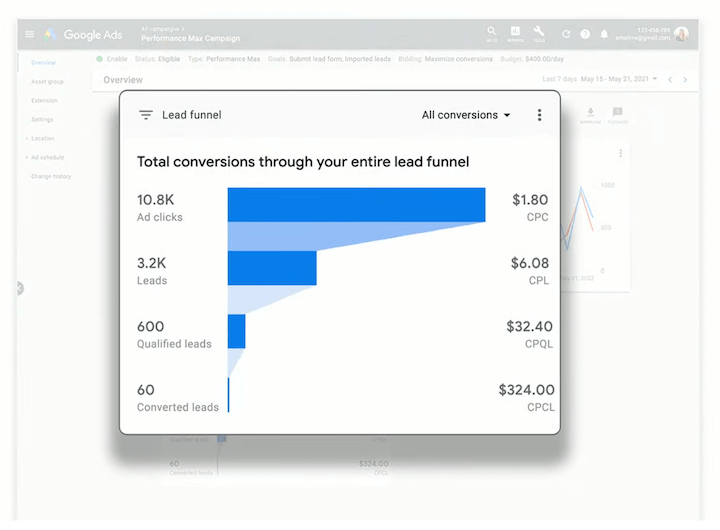 Google Ads
All campaigns >
Performance Max Campaign
Enable Status: Eligible Type: Performance Max Goals: Submit lead form, Imported leads Bidding: Maximize conversions Budget: $400.00/day
Overview
Last 7 days May 15 – May 21, 2021
Overview
Asset group
Extension
Settings
Location
Ad schedule
Change history
Lead funnel
All conversions
Total conversions through your entire lead funnel
10.8K
Ad clicks
$1.80
CPC
3.2K
Leads
$6.08
CPL
600
Qualified leads
$32.40
CPQL
60
Converted leads
$324.00
CPCL
1000
500
0
Qualified leads
60
Converted leads
$324.00
CPCL